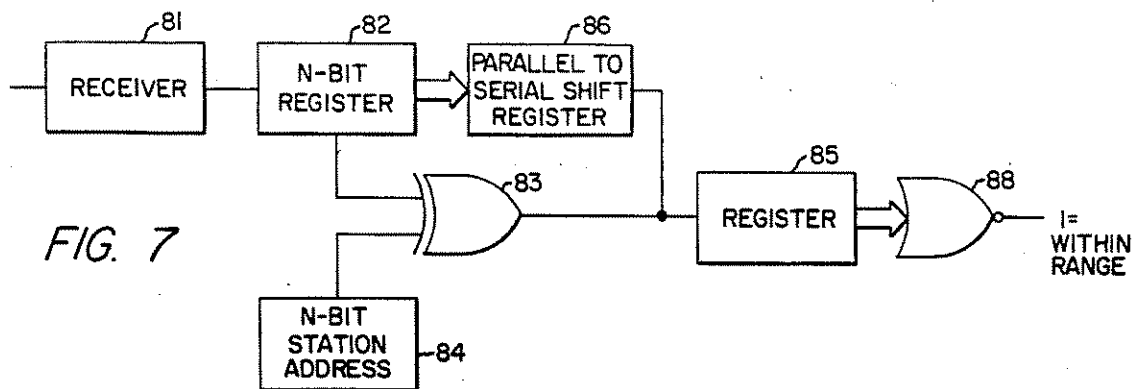 81
RECEIVER
82
N-BIT
REGISTER
86
PARALLEL TO
SERIAL SHIFT
REGISTER
83
85
REGISTER
88
1=
WITHIN
RANGE
FIG. 7
N-BIT
STATION
ADDRESS
84